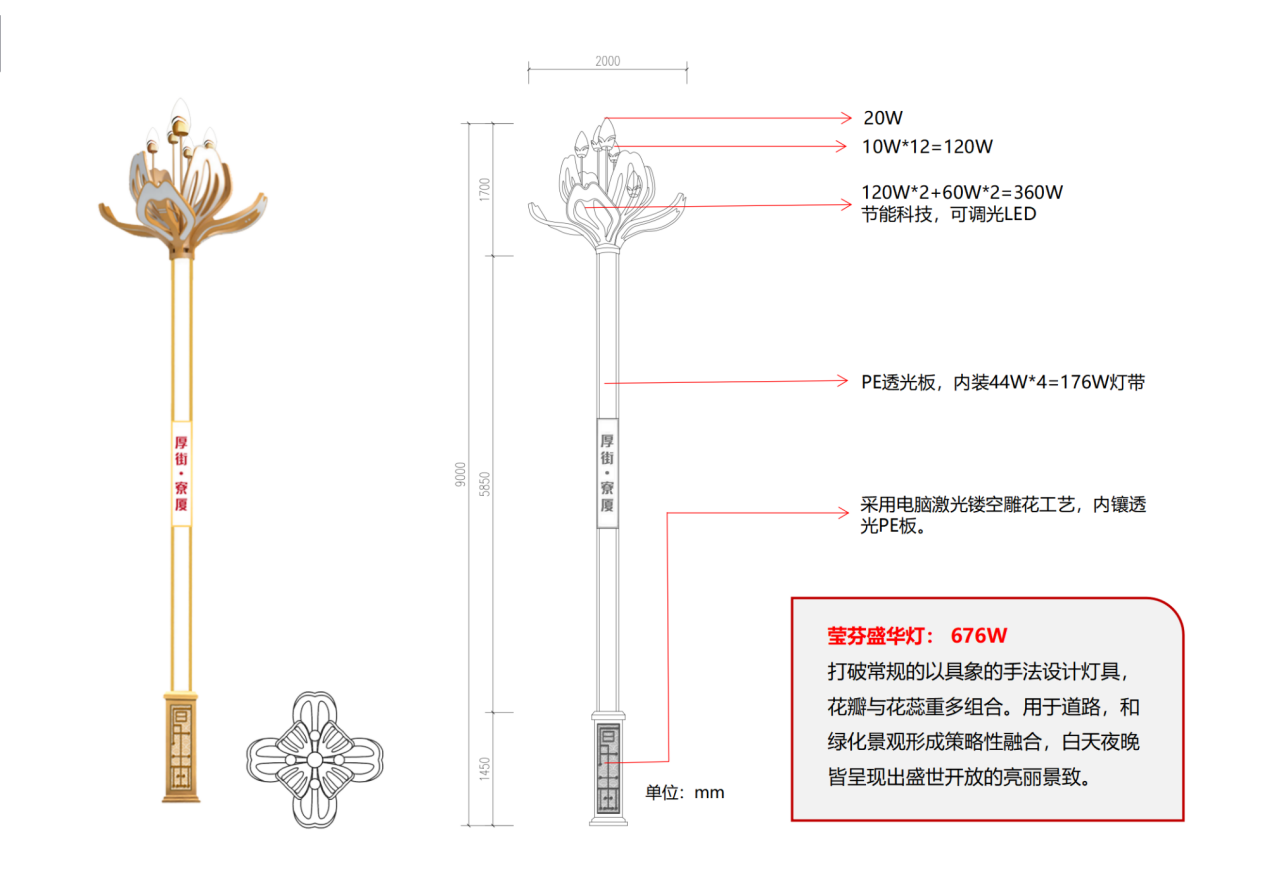 2000
20W
10W*12=120W
120W*2+60W*2=360W
节能科技，可调光LED
1700
PE透光板，内装44W*4=176W灯带
厚街·寮厦
厚街·寮厦
9000
5850
采用电脑激光镂空雕花工艺，内镶透
光PE板。
莹芬盛华灯： 676W
打破常规的以具象的手法设计灯具，
花瓣与花蕊重多组合。用于道路，和
绿化景观形成策略性融合，白天夜晚
皆呈现出盛世开放的亮丽景致。
1450
单位：mm